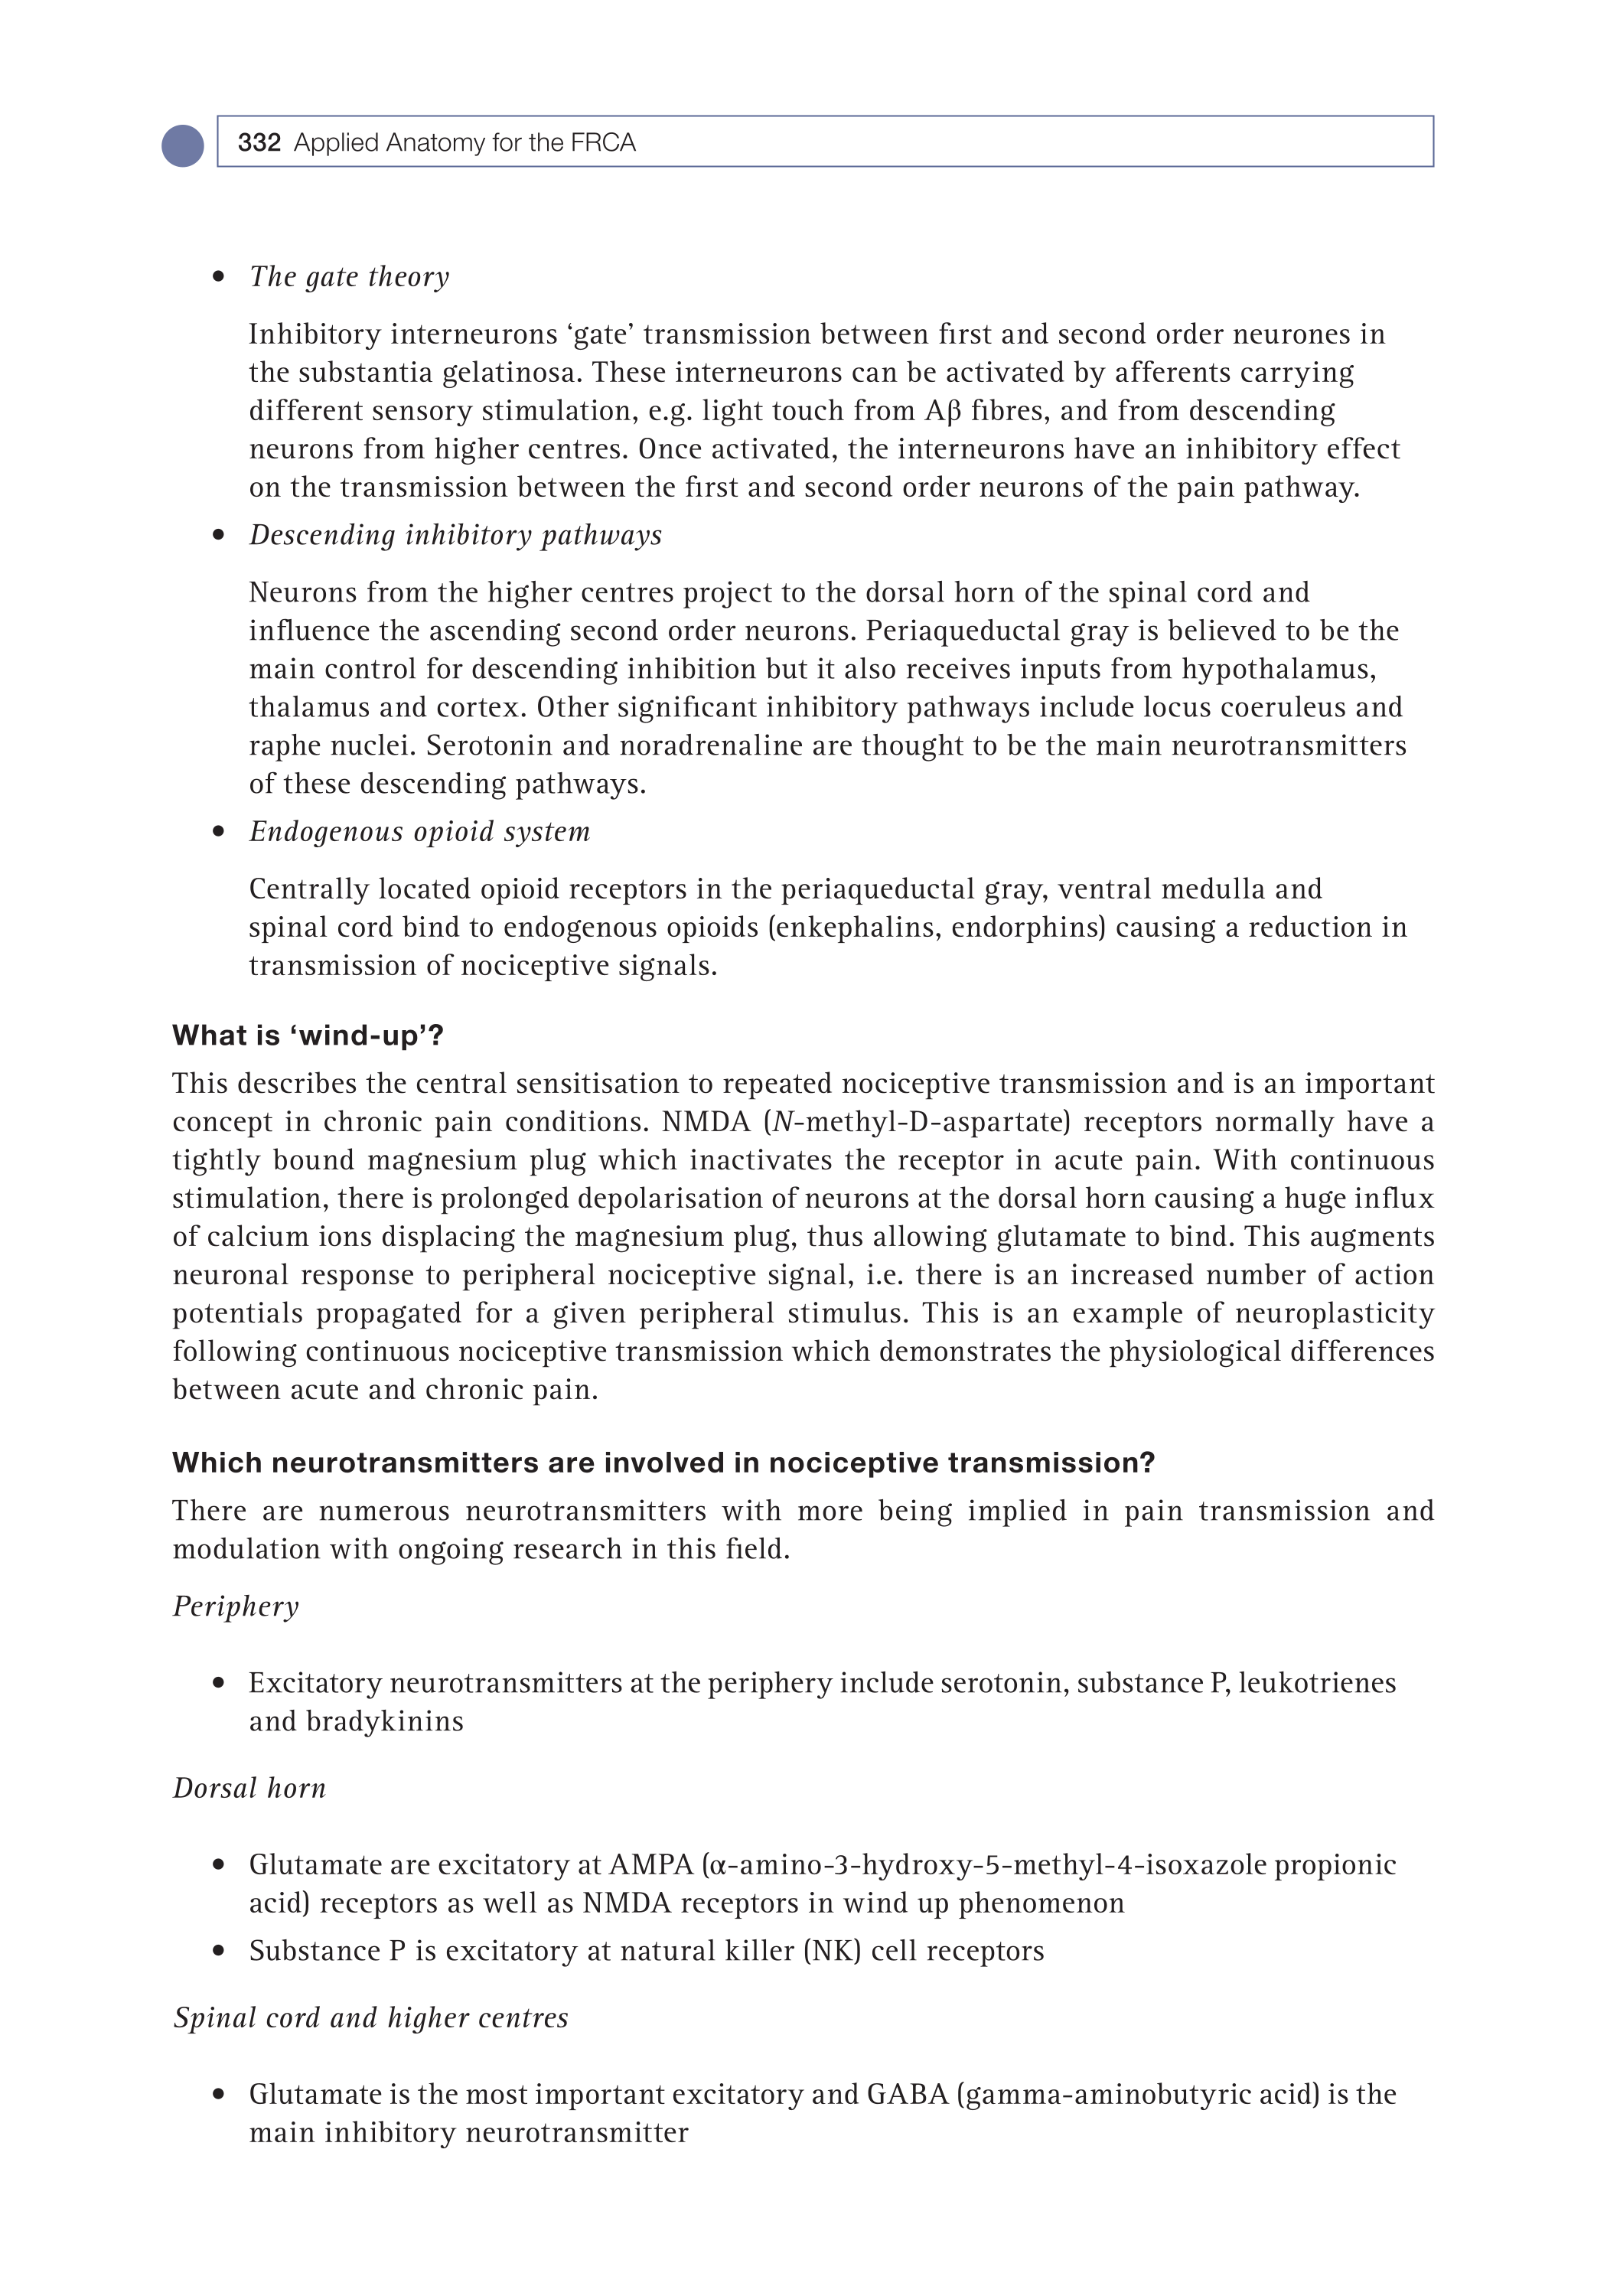 332 Applied Anatomy for the FRCA
• The gate theory
Inhibitory interneurons ‘gate’ transmission between first and second order neurones in
the substantia gelatinosa. These interneurons can be activated by afferents carrying
different sensory stimulation, e.g. light touch from Aβ fibres, and from descending
neurons from higher centres. Once activated, the interneurons have an inhibitory effect
on the transmission between the first and second order neurons of the pain pathway.
• Descending inhibitory pathways
Neurons from the higher centres project to the dorsal horn of the spinal cord and
influence the ascending second order neurons. Periaqueductal gray is believed to be the
main control for descending inhibition but it also receives inputs from hypothalamus,
thalamus and cortex. Other significant inhibitory pathways include locus coeruleus and
raphe nuclei. Serotonin and noradrenaline are thought to be the main neurotransmitters
of these descending pathways.
• Endogenous opioid system
Centrally located opioid receptors in the periaqueductal gray, ventral medulla and
spinal cord bind to endogenous opioids (enkephalins, endorphins) causing a reduction in
transmission of nociceptive signals.
What is ‘wind-up’?
This describes the central sensitisation to repeated nociceptive transmission and is an important
concept in chronic pain conditions. NMDA (N-methyl-D-aspartate) receptors normally have a
tightly bound magnesium plug which inactivates the receptor in acute pain. With continuous
stimulation, there is prolonged depolarisation of neurons at the dorsal horn causing a huge influx
of calcium ions displacing the magnesium plug, thus allowing glutamate to bind. This augments
neuronal response to peripheral nociceptive signal, i.e. there is an increased number of action
potentials propagated for a given peripheral stimulus. This is an example of neuroplasticity
following continuous nociceptive transmission which demonstrates the physiological differences
between acute and chronic pain.
Which neurotransmitters are involved in nociceptive transmission?
There are numerous neurotransmitters with more being implied in pain transmission and
modulation with ongoing research in this field.
Periphery
• Excitatory neurotransmitters at the periphery include serotonin, substance P, leukotrienes
and bradykinins
Dorsal horn
• Glutamate are excitatory at AMPA (α-amino-3-hydroxy-5-methyl-4-isoxazole propionic
acid) receptors as well as NMDA receptors in wind up phenomenon
• Substance P is excitatory at natural killer (NK) cell receptors
Spinal cord and higher centres
• Glutamate is the most important excitatory and GABA (gamma-aminobutyric acid) is the
main inhibitory neurotransmitter